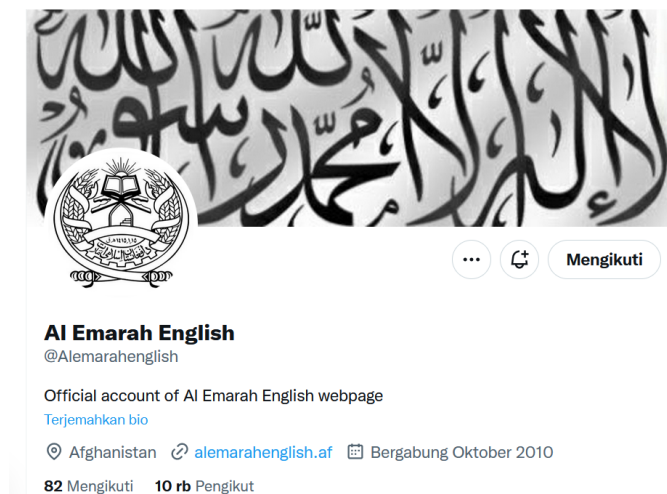 لا إله إلا الله محمد رسول الله
Mengikuti
Al Emarah English
@Alemarahenglish
Official account of Al Emarah English webpage
Terjemahkan bio
Afghanistan alemarahenglish.af Bergabung Oktober 2010
82 Mengikuti 10 rb Pengikut